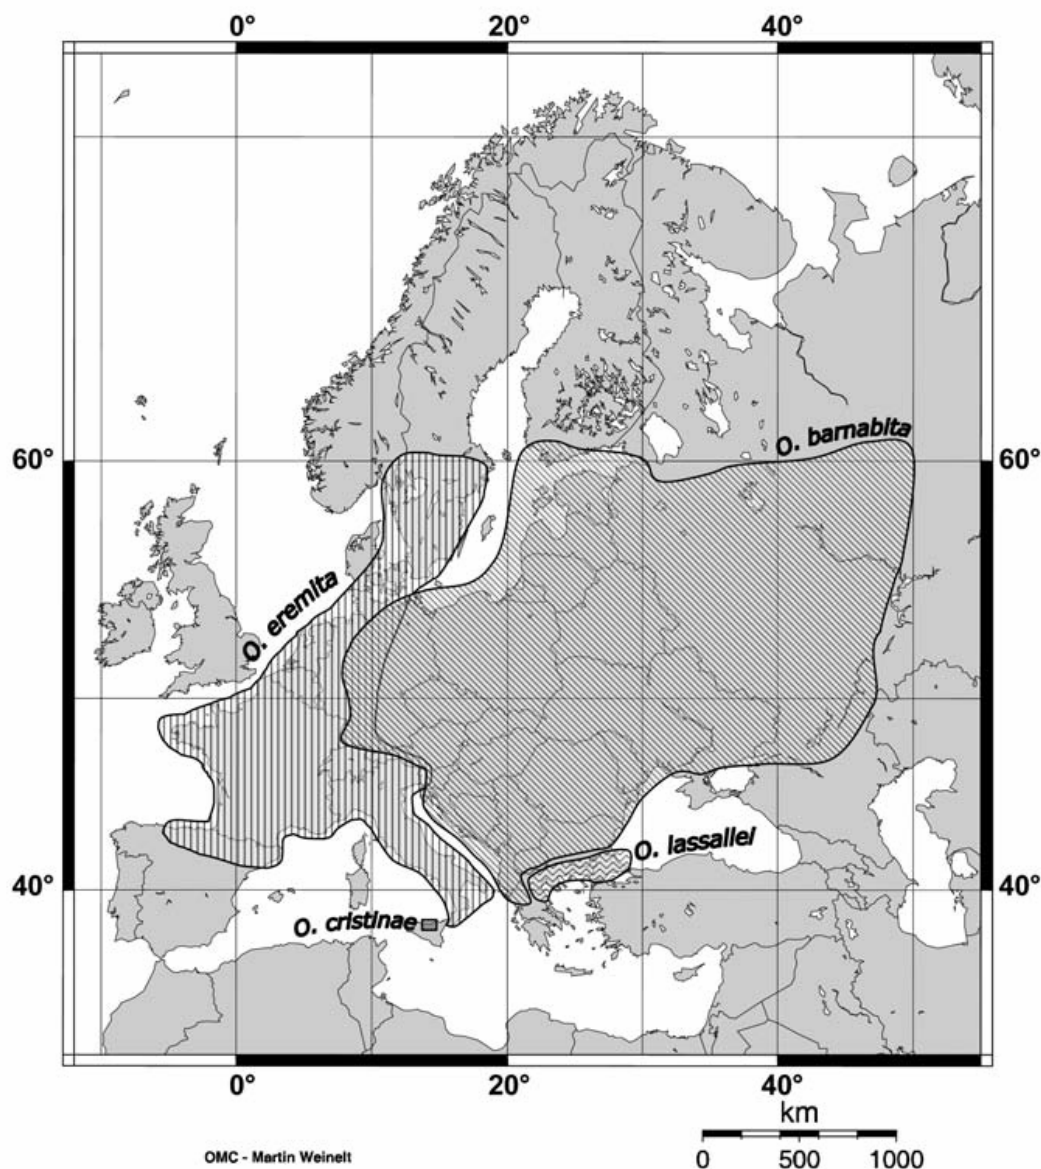 0° 20° 40°
O. barnabita
60° 60°
O. eremita
O. lassallei
40° 40°
O. cristinae
0° 20° 40°
km
OMC - Martin Weinelt
0 500 1000